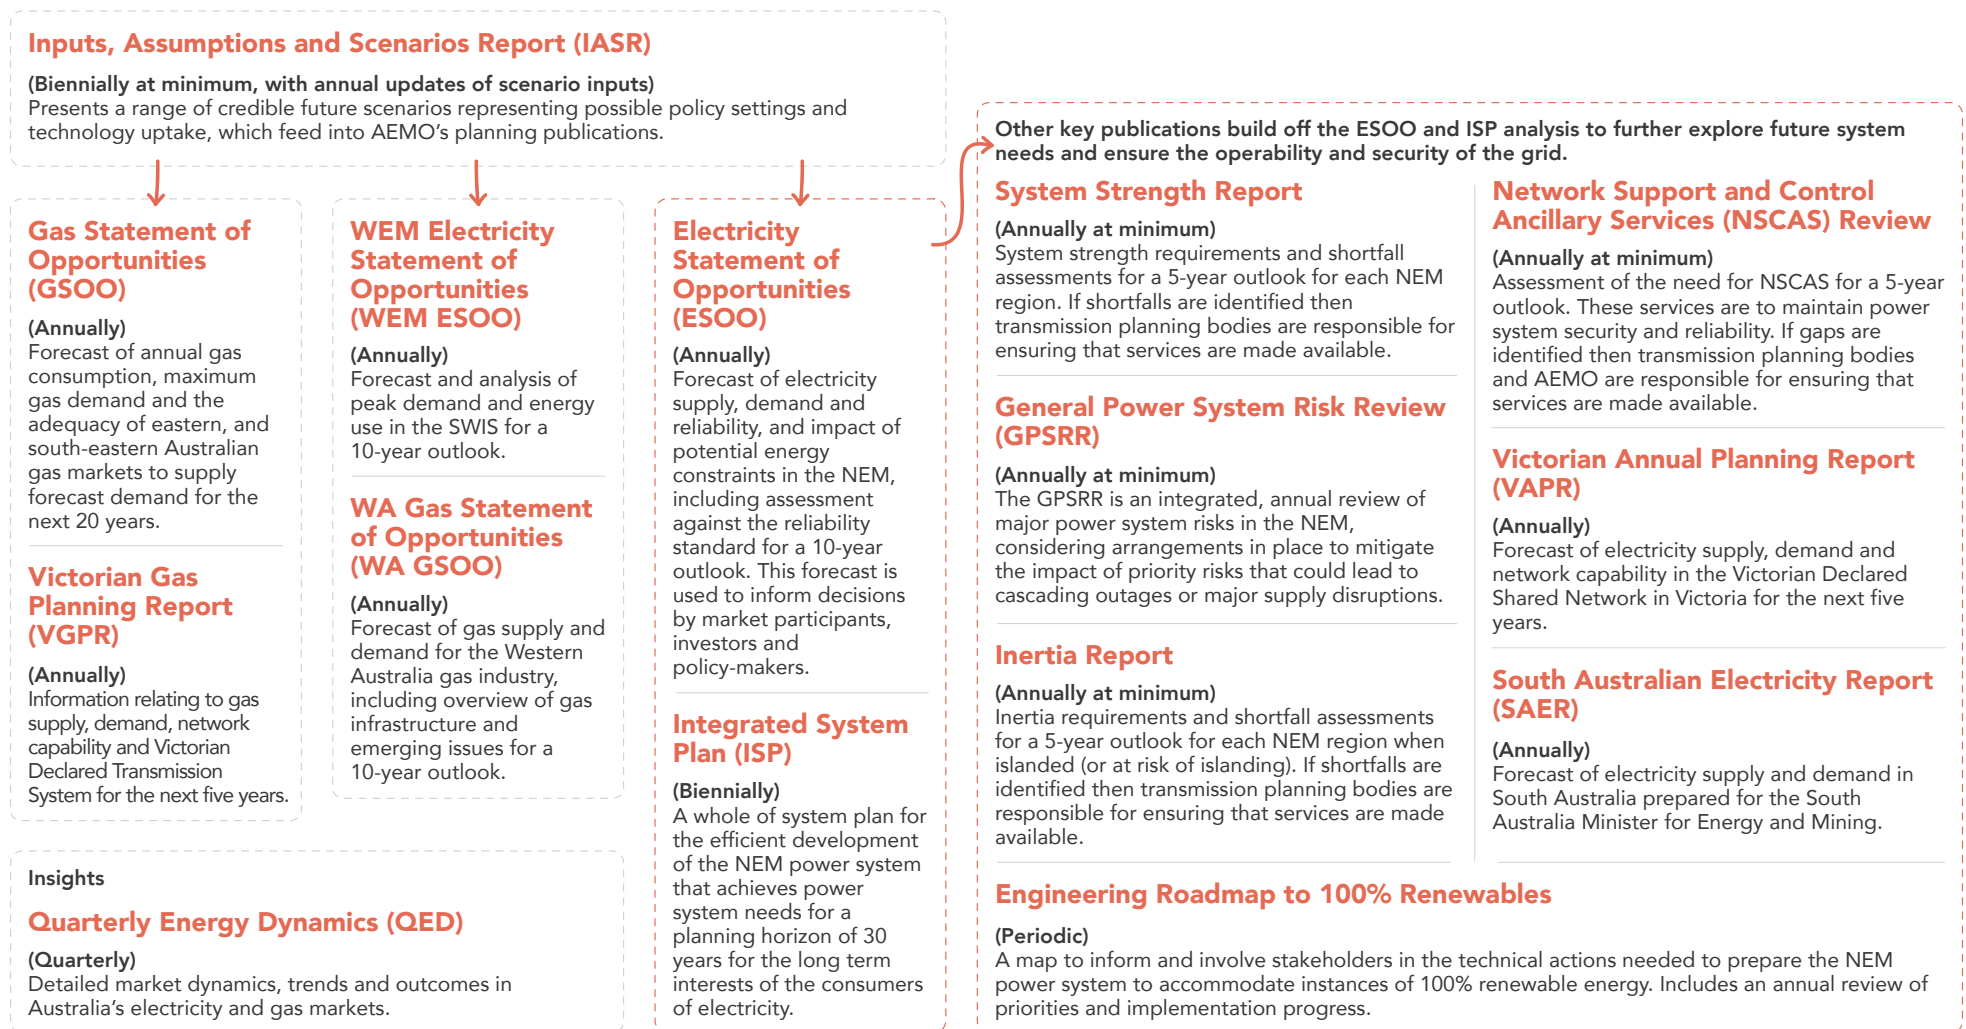 Inputs, Assumptions and Scenarios Report (IASR)
(Biennially at minimum, with annual updates of scenario inputs)
Presents a range of credible future scenarios representing possible policy settings and
technology uptake, which feed into AEMO’s planning publications.
Gas Statement of
Opportunities
(GSOO)
(Annually)
Forecast of annual gas
consumption, maximum
gas demand and the
adequacy of eastern, and
south-eastern Australian
gas markets to supply
forecast demand for the
next 20 years.
Victorian Gas
Planning Report
(VGPR)
(Annually)
Information relating to gas
supply, demand, network
capability and Victorian
Declared Transmission
System for the next five years.
WEM Electricity
Statement of
Opportunities
(WEM ESOO)
(Annually)
Forecast and analysis of
peak demand and energy
use in the SWIS for a
10-year outlook.
WA Gas Statement
of Opportunities
(WA GSOO)
(Annually)
Forecast of gas supply and
demand for the Western
Australia gas industry,
including overview of gas
infrastructure and
emerging issues for a
10-year outlook.
Insights
Quarterly Energy Dynamics (QED)
(Quarterly)
Detailed market dynamics, trends and outcomes in
Australia’s electricity and gas markets.
Electricity
Statement of
Opportunities
(ESOO)
(Annually)
Forecast of electricity
supply, demand and
reliability, and impact of
potential energy
constraints in the NEM,
including assessment
against the reliability
standard for a 10-year
outlook. This forecast is
used to inform decisions
by market participants,
investors and
policy-makers.
Integrated System
Plan (ISP)
(Biennially)
A whole of system plan for
the efficient development
of the NEM power system
that achieves power
system needs for a
planning horizon of 30
years for the long term
interests of the consumers
of electricity.
Other key publications build off the ESOO and ISP analysis to further explore future system
needs and ensure the operability and security of the grid.
System Strength Report
(Annually at minimum)
System strength requirements and shortfall
assessments for a 5-year outlook for each NEM
region. If shortfalls are identified then
transmission planning bodies are responsible for
ensuring that services are made available.
General Power System Risk Review
(GPSRR)
(Annually at minimum)
The GPSRR is an integrated, annual review of
major power system risks in the NEM,
considering arrangements in place to mitigate
the impact of priority risks that could lead to
cascading outages or major supply disruptions.
Inertia Report
(Annually at minimum)
Inertia requirements and shortfall assessments
for a 5-year outlook for each NEM region when
islanded (or at risk of islanding). If shortfalls are
identified then transmission planning bodies are
responsible for ensuring that services are made
available.
Network Support and Control
Ancillary Services (NSCAS) Review
(Annually at minimum)
Assessment of the need for NSCAS for a 5-year
outlook. These services are to maintain power
system security and reliability. If gaps are
identified then transmission planning bodies
and AEMO are responsible for ensuring that
services are made available.
Victorian Annual Planning Report
(VAPR)
(Annually)
Forecast of electricity supply, demand and
network capability in the Victorian Declared
Shared Network in Victoria for the next five
years.
South Australian Electricity Report
(SAER)
(Annually)
Forecast of electricity supply and demand in
South Australia prepared for the South
Australia Minister for Energy and Mining.
Engineering Roadmap to 100% Renewables
(Periodic)
A map to inform and involve stakeholders in the technical actions needed to prepare the NEM
power system to accommodate instances of 100% renewable energy. Includes an annual review of
priorities and implementation progress.